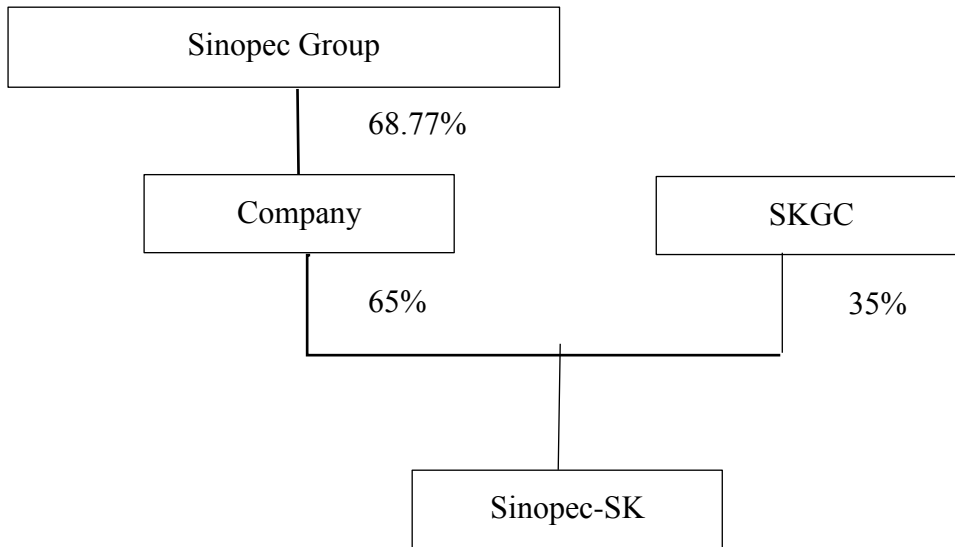 Sinopec Group
68.77%
Company
SKGC
65%
35%
Sinopec-SK